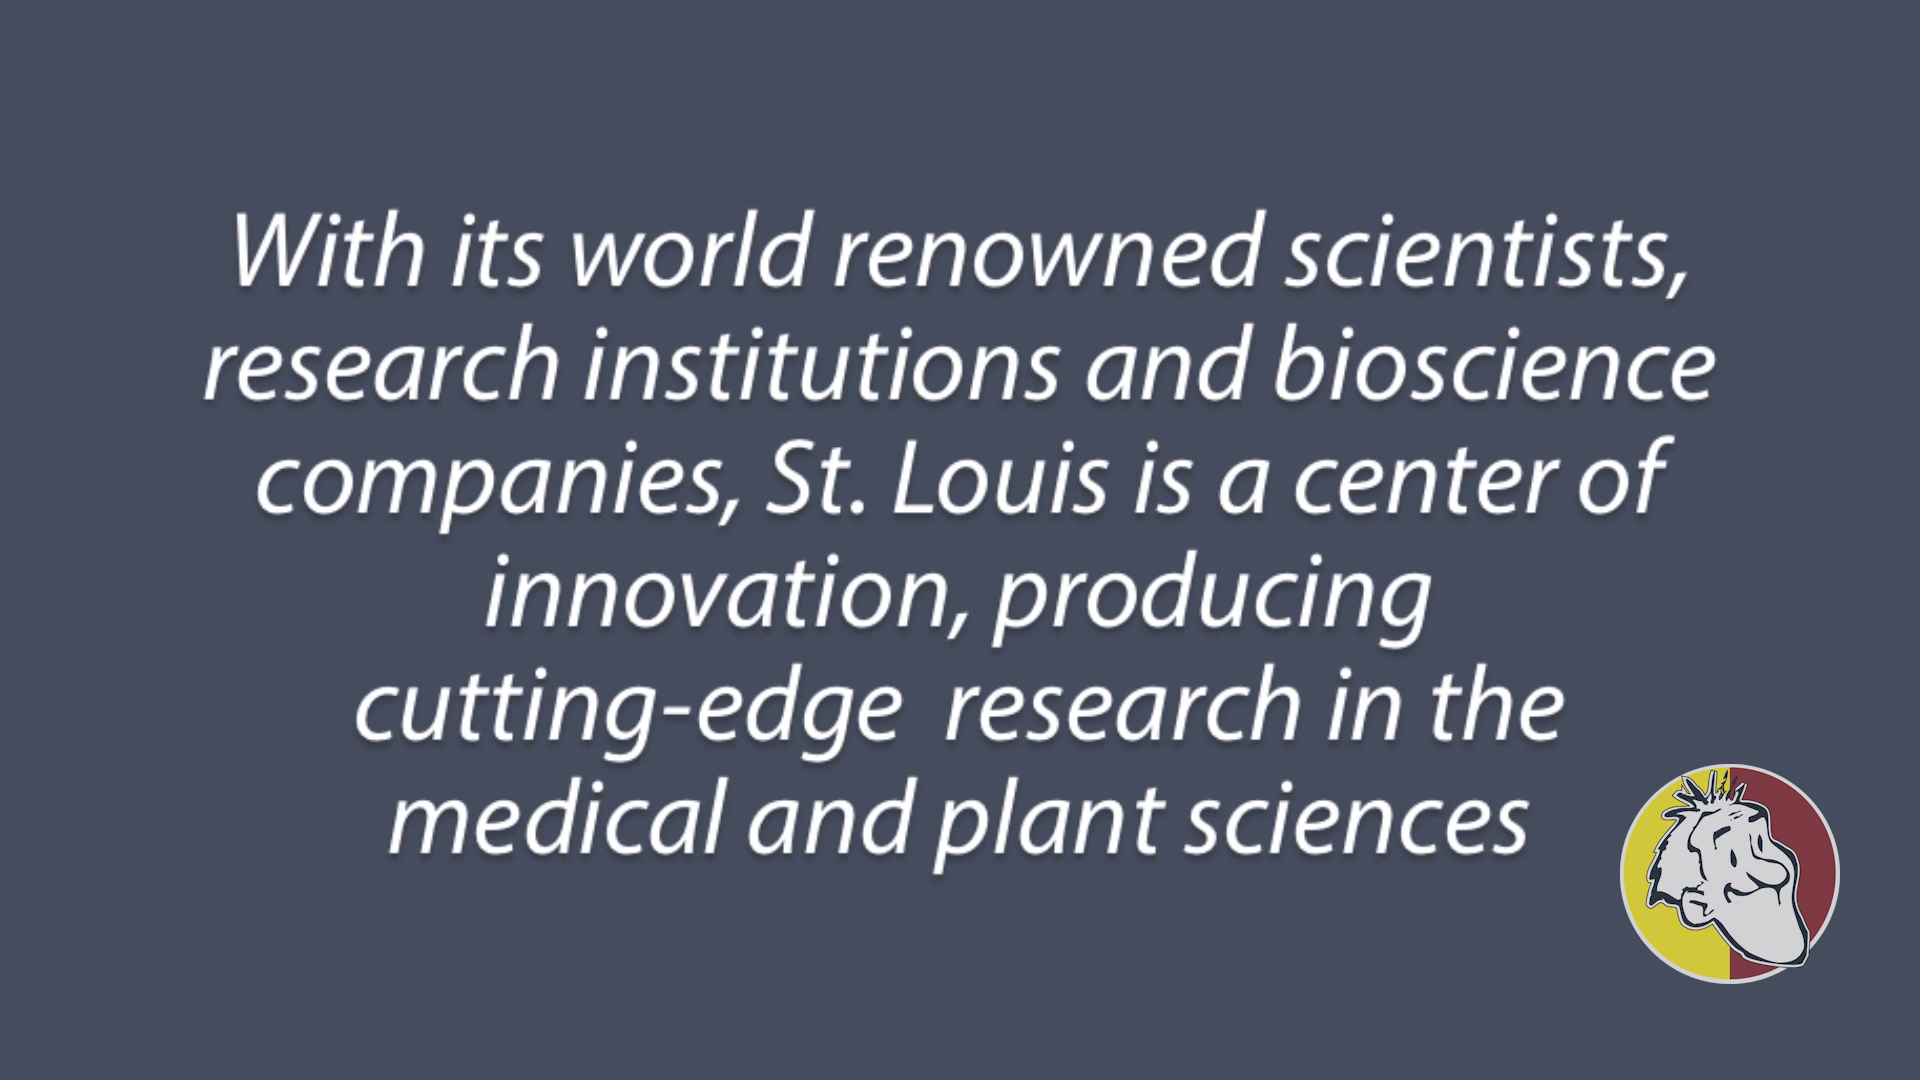 With its world renowned scientists,
research institutions and bioscience
companies, St. Louis is a center of
innovation, producing
cutting-edge  research in the
medical and plant sciences